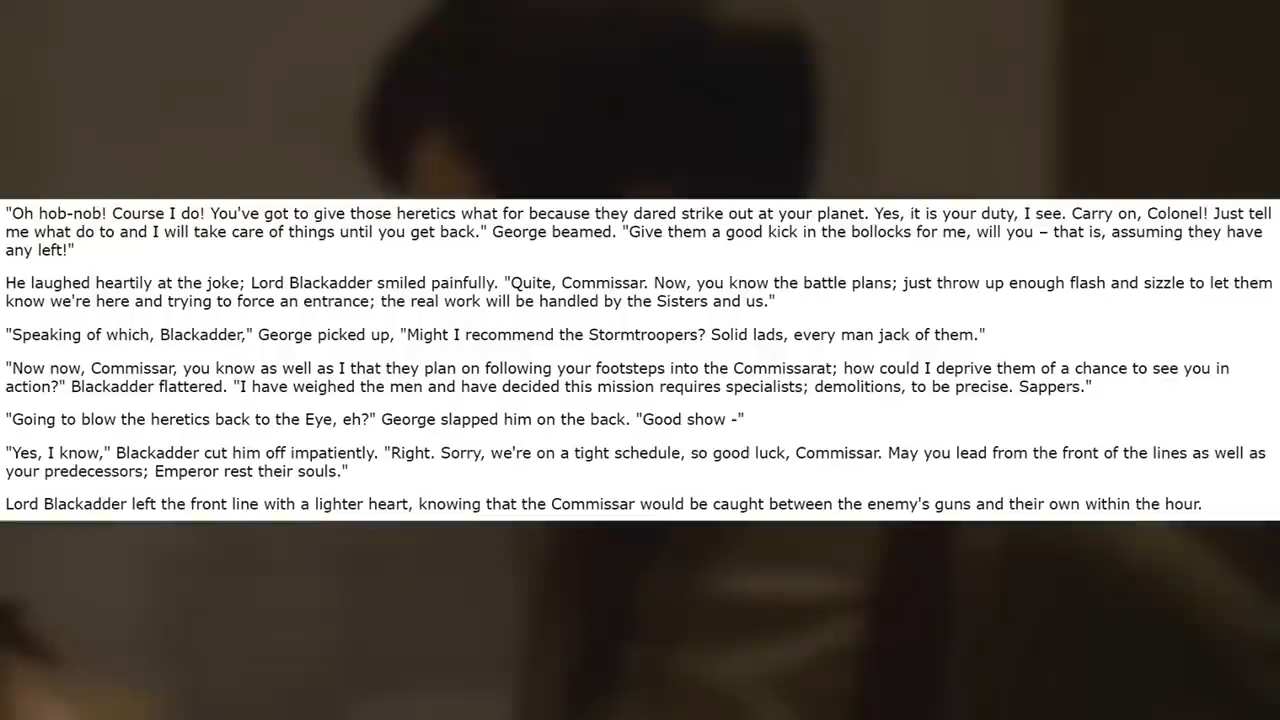 "Oh hob-nob! Course I do! You've got to give those heretics what for because they dared strike out at your planet. Yes, it is your duty, I see. Carry on, Colonel! Just tell
me what do to and I will take care of things until you get back." George beamed. "Give them a good kick in the bollocks for me, will you – that is, assuming they have
any left!"
He laughed heartily at the joke; Lord Blackadder smiled painfully. "Quite, Commissar. Now, you know the battle plans; just throw up enough flash and sizzle to let them
know we're here and trying to force an entrance; the real work will be handled by the Sisters and us."
"Speaking of which, Blackadder," George picked up, "Might I recommend the Stormtroopers? Solid lads, every man jack of them."
"Now now, Commissar, you know as well as I that they plan on following your footsteps into the Commissarat; how could I deprive them of a chance to see you in
action?" Blackadder flattered. "I have weighed the men and have decided this mission requires specialists; demolitions, to be precise. Sappers."
"Going to blow the heretics back to the Eye, eh?" George slapped him on the back. "Good show -"
"Yes, I know," Blackadder cut him off impatiently. "Right. Sorry, we're on a tight schedule, so good luck, Commissar. May you lead from the front of the lines as well as
your predecessors; Emperor rest their souls."
Lord Blackadder left the front line with a lighter heart, knowing that the Commissar would be caught between the enemy's guns and their own within the hour.